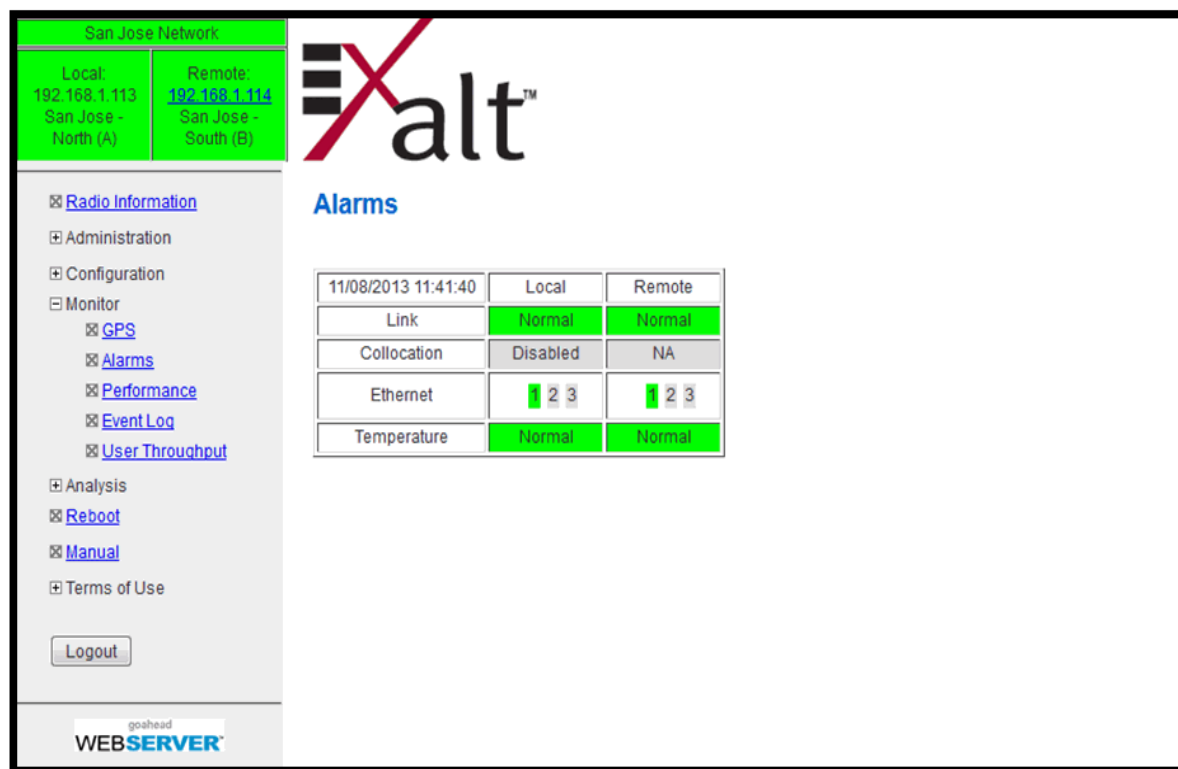 San Jose Network
Local:
192.168.1.113
San Jose -
North (A)
Remote:
192.168.1.114
San Jose -
South (B)
EXalt™
Radio Information
Administration
Configuration
Monitor
GPS
Alarms
Performance
Event Log
User Throughput
Analysis
Reboot
Manual
Terms of Use
Logout
goahead
WEBSERVER
Alarms
11/08/2013 11:41:40 Local Remote
Link Normal Normal
Collocation Disabled NA
Ethernet 1 2 3 1 2 3
Temperature Normal Normal